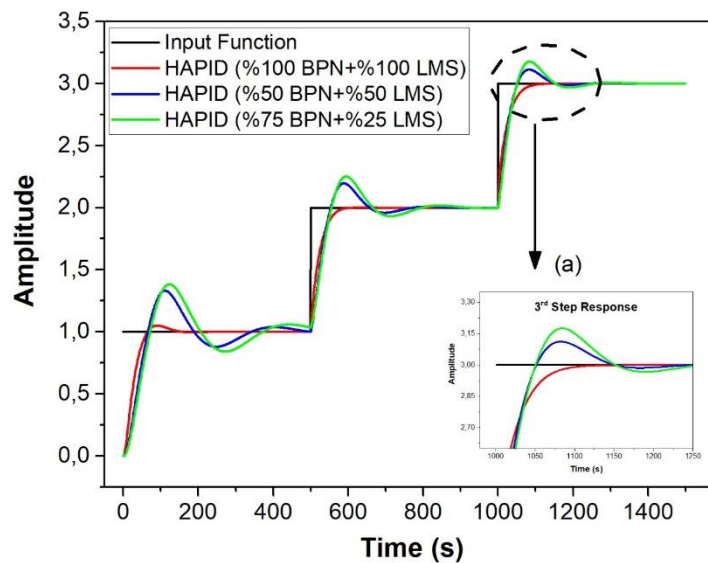 3,5
3,0
2,5
2,0
1,5
1,0
0,5
0,0
Amplitude
Input Function
HAPID (%100 BPN+%100 LMS)
HAPID (%50 BPN+%50 LMS)
HAPID (%75 BPN+%25 LMS)
(a)
3rd Step Response
3,30
3,15
3,00
2,85
2,70
Amplitude
1000 1050 1100 1150 1200 1250
Time (s)
0 200 400 600 800 1000 1200 1400
Time (s)